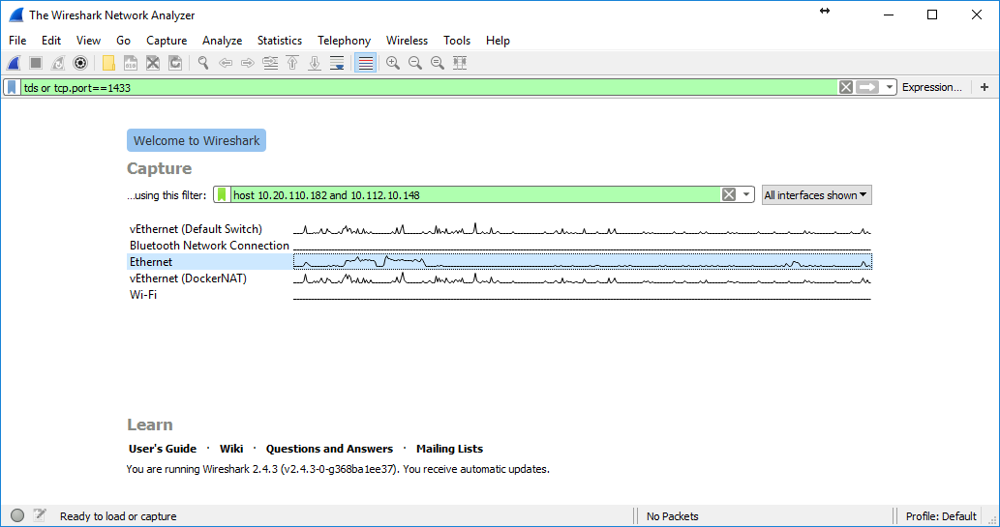 The Wireshark Network Analyzer
File Edit View Go Capture Analyze Statistics Telephony Wireless Tools Help
tds or tcp.port==1433 Expression... +
Welcome to Wireshark
Capture
...using this filter: host 10.20.110.182 and 10.112.10.148 All interfaces shown
vEthernet (Default Switch)
Bluetooth Network Connection
Ethernet
vEthernet (DockerNAT)
Wi-Fi
Learn
User's Guide · Wiki · Questions and Answers · Mailing Lists
You are running Wireshark 2.4.3 (v2.4.3-0-g368ba1ee37). You receive automatic updates.
Ready to load or capture No Packets Profile: Default